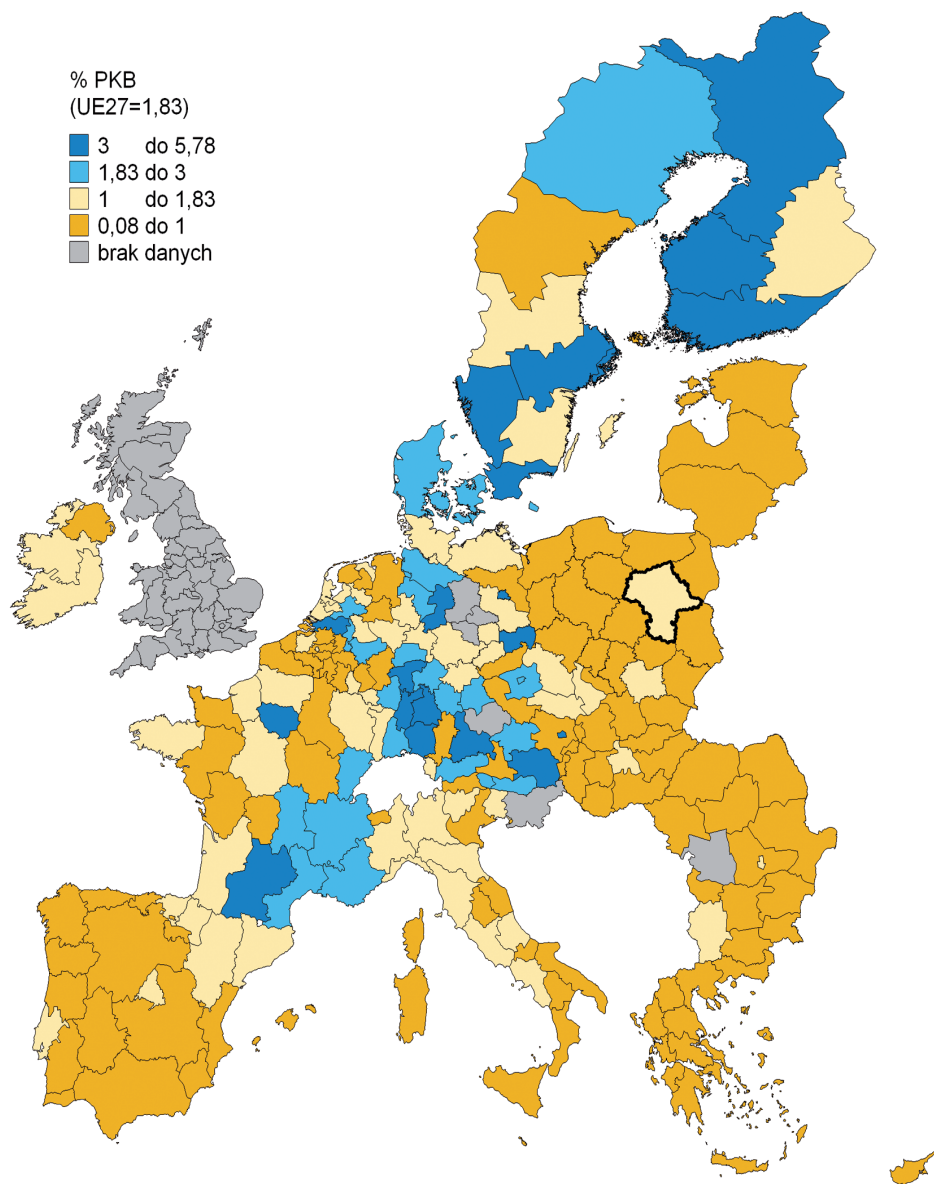 % PKB
(UE27=1,83)
3 do 5,78
1,83 do 3
1 do 1,83
0,08 do 1
brak danych